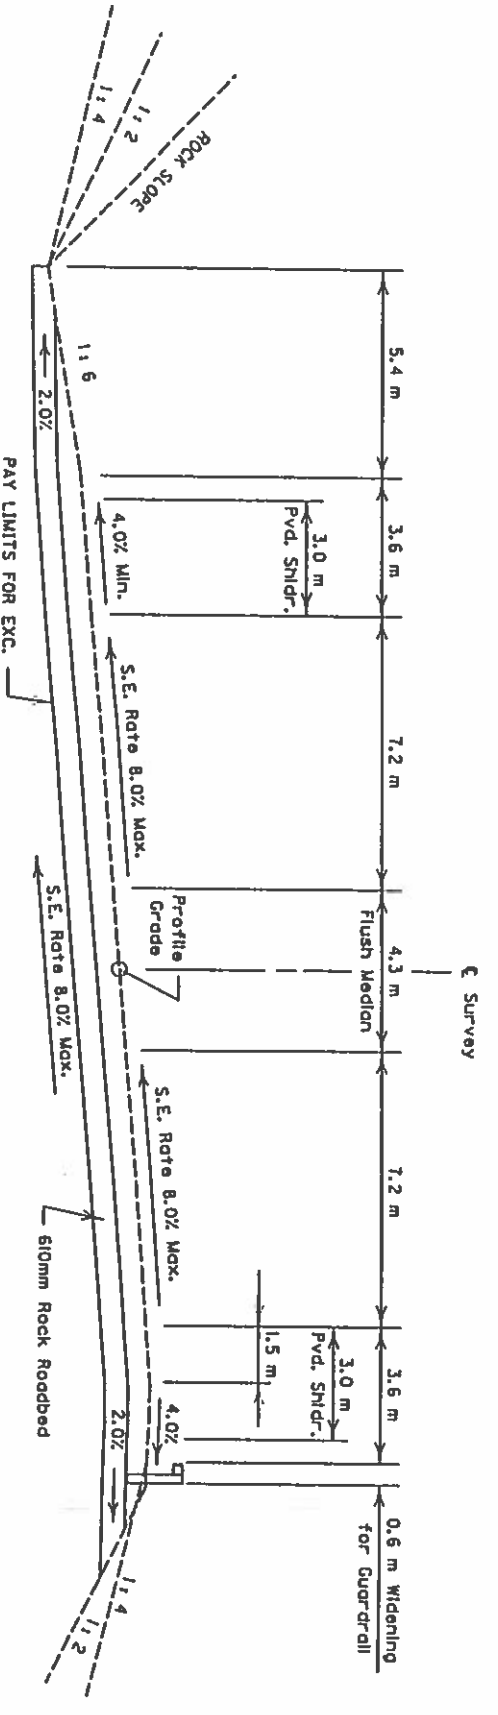 ℄ Survey
5.4 m
3.6 m
7.2 m
4.3 m
Flush Median
7.2 m
3.6 m
0.6 m Widening
for Guardrail
3.0 m
Pvd. Shldr.
3.0 m
Pvd. Shldr.
1.5 m
ROCK SLOPE
1:2
1:4
1:6
4.0% Min.
S.E. Rate 8.0% Max.
Profile
Grade
S.E. Rate 8.0% Max.
4.0%
2.0%
2.0%
1:4
1:2
PAY LIMITS FOR EXC.
S.E. Rate 8.0% Max.
610mm Rock Roadbed